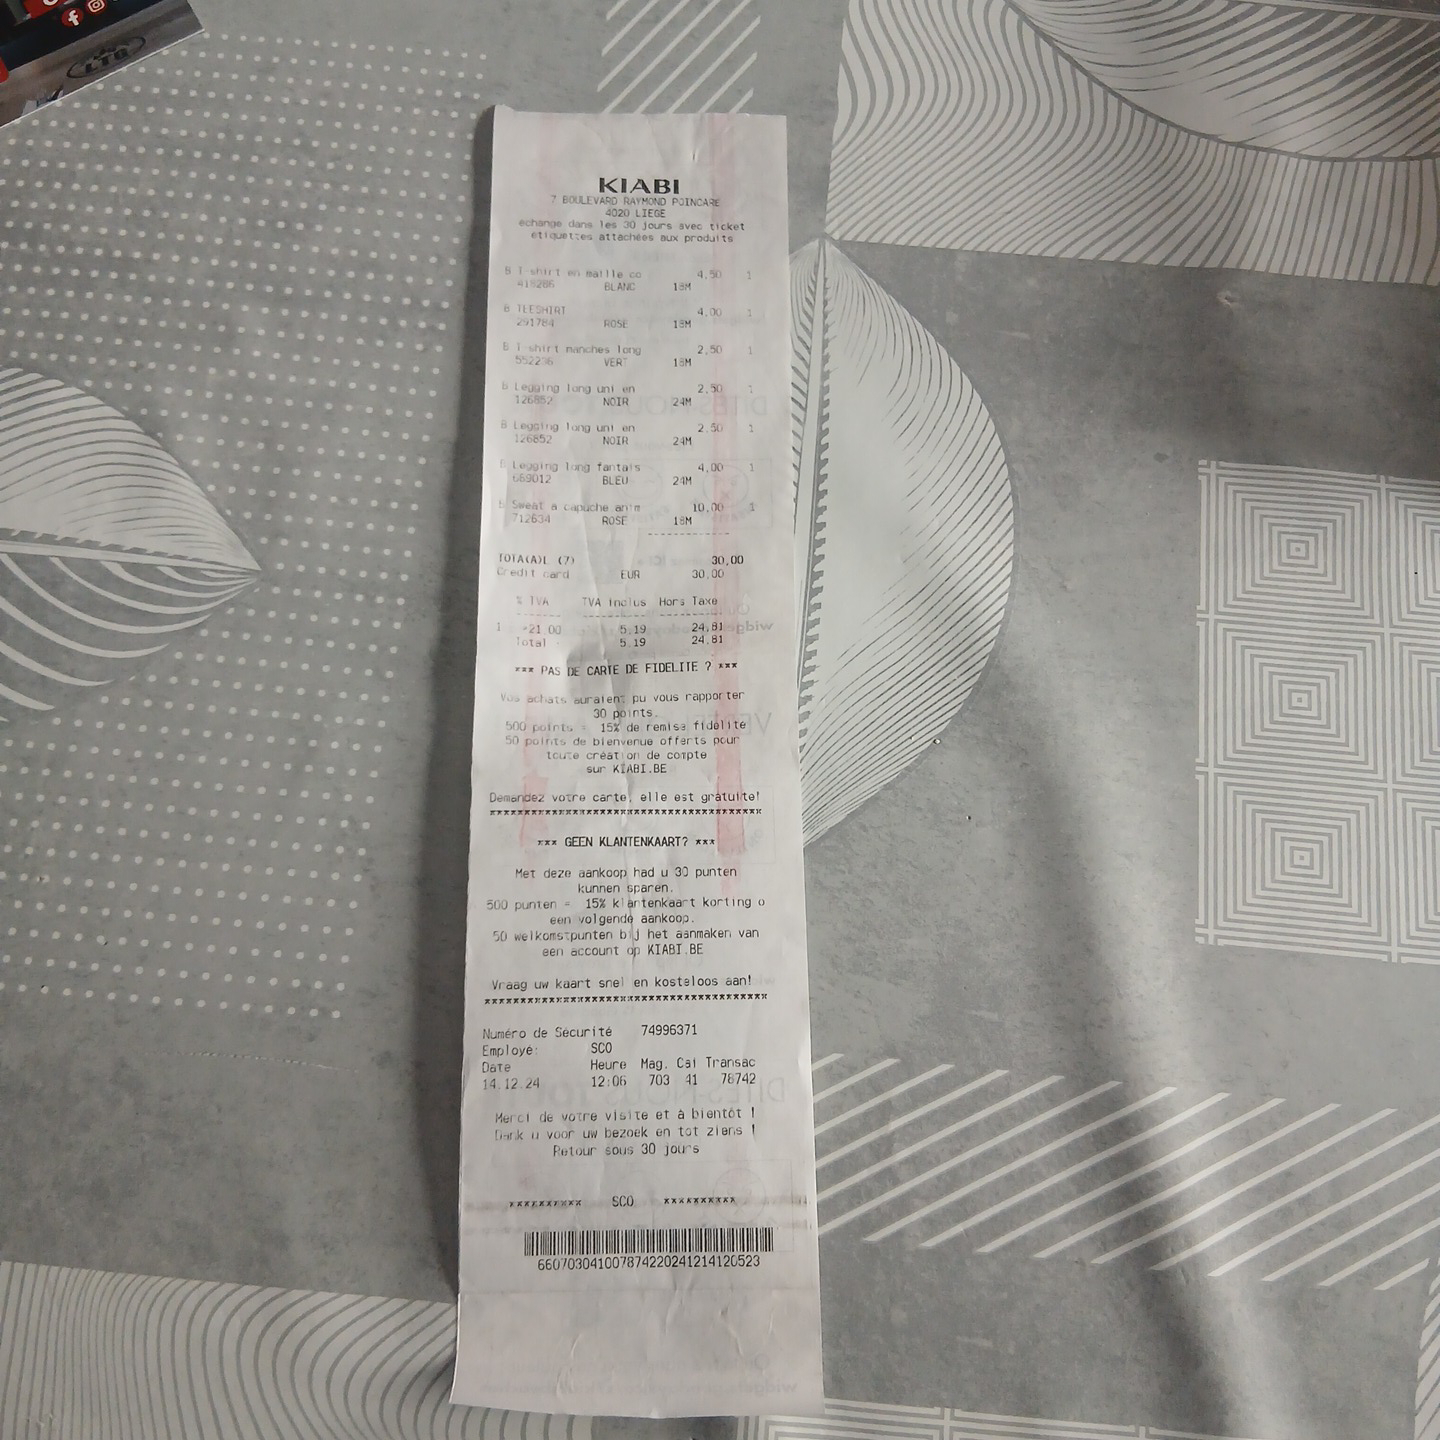 KIABI
7 BOULEVARD RAYMOND POINCARE
4020 LIEGE
echange dans les 30 jours avec ticket
étiquettes attachées aux produits
B T-shirt en maille co 4,50 1
418286 BLANC 18M
B TEESHIRT 4,00 1
291784 ROSE 18M
B T-shirt manches long 2,50 1
552236 VERT 18M
B Legging long uni en 2,50 1
126852 NOIR 24M
B Legging long uni en 2,50 1
126852 NOIR 24M
B Legging long fantais 4,00 1
669012 BLEU 24M
B Sweat a capuche anim 10,00 1
712634 ROSE 18M
TOTA(A)L (7) 30,00
Credit card EUR 30,00
% TVA TVA inclus Hors Taxe
1 +21.00 5.19 24,81
Total 5.19 24.81
*** PAS DE CARTE DE FIDELITE ? ***
Vos achats auraient pu vous rapporter
30 points.
500 points = 15% de remise fidelité
50 points de bienvenue offerts pour
toute création de compte
sur KIABI.BE
Demandez votre carte, elle est gratuite!
***************************************
*** GEEN KLANTENKAART? ***
Met deze aankoop had u 30 punten
kunnen sparen.
500 punten = 15% klantenkaart korting o
een volgende aankoop.
50 welkomstpunten bij het aanmaken van
een account op KIABI.BE
Vraag uw kaart snel en kosteloos aan!
***************************************
Numéro de Sécurité 74996371
Employé: SCO
Date Heure Mag. Cai Transac
14.12.24 12:06 703 41 78742
Merci de votre visite et à bientôt !
Dank u voor uw bezoek en tot ziens !
Retour sous 30 jours
********** SCO **********
660703041007874220241214120523
LTO